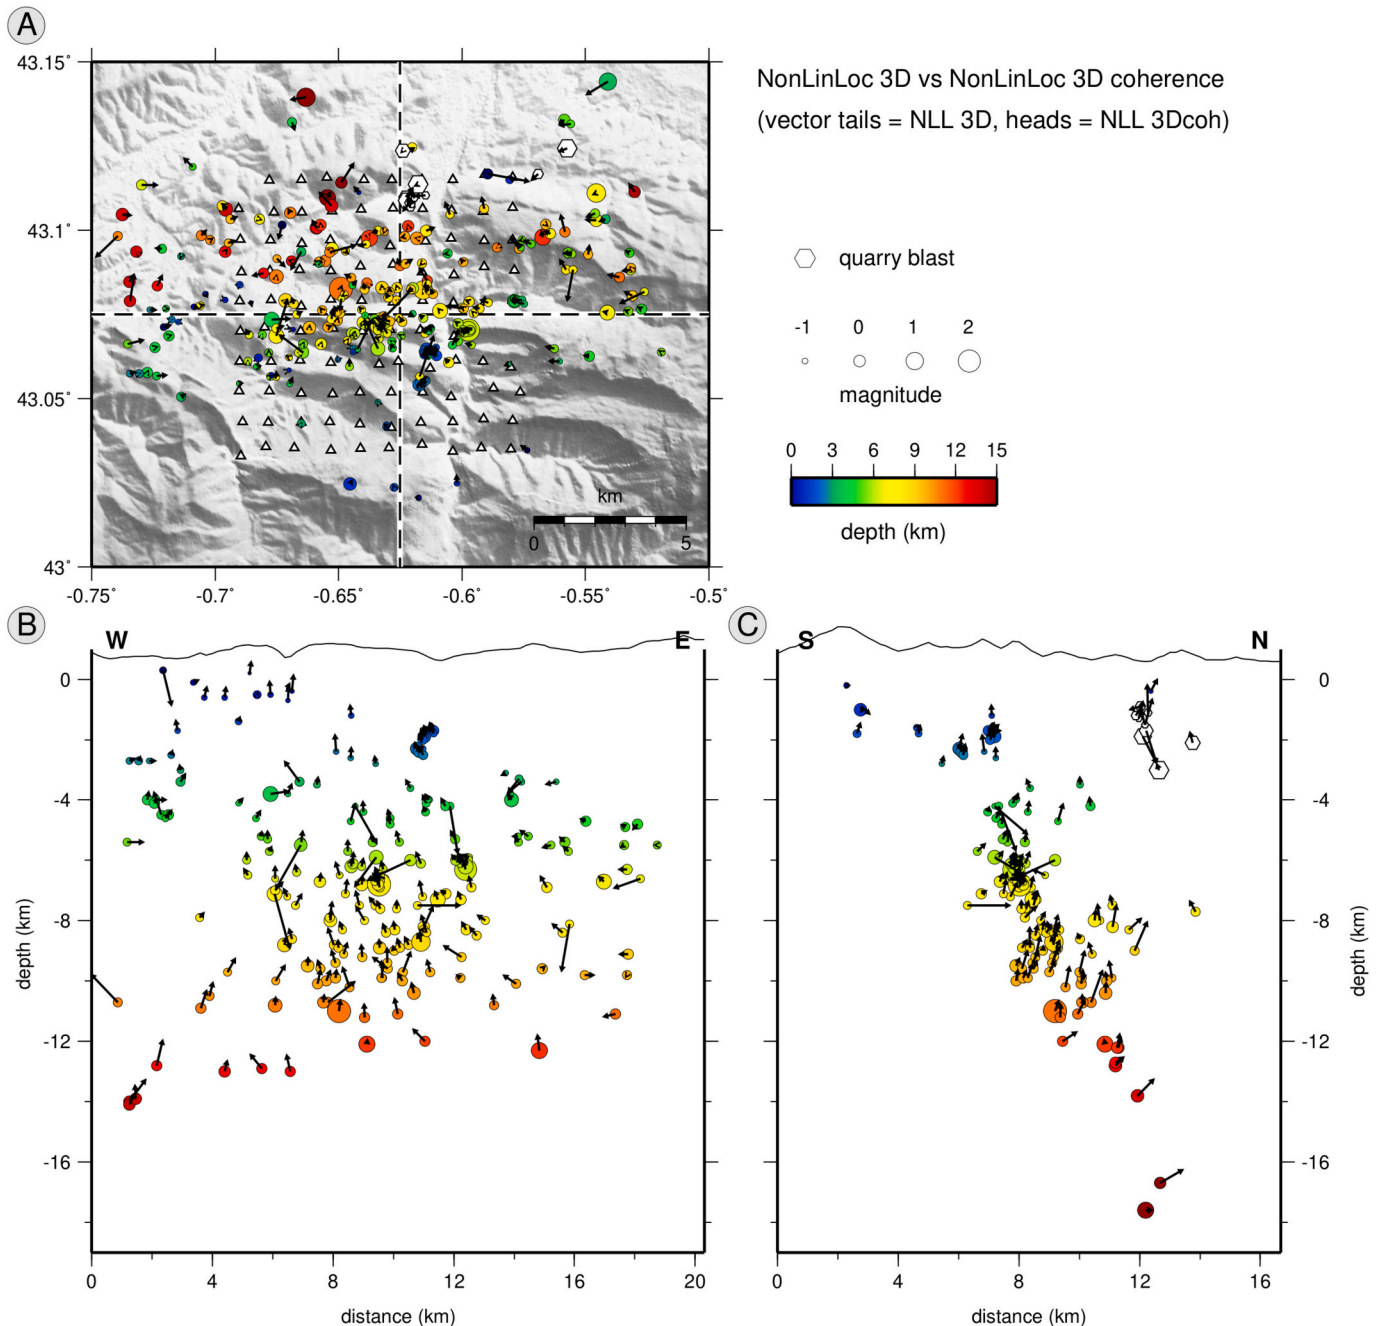 A
43.15°
43.1°
43.05°
43°
-0.75°
-0.7°
-0.65°
-0.6°
-0.55°
-0.5°
km
0
5
NonLinLoc 3D vs NonLinLoc 3D coherence
(vector tails = NLL 3D, heads = NLL 3Dcoh)
quarry blast
-1 0 1 2
magnitude
0 3 6 9 12 15
depth (km)
B
W
E
0
-4
-8
-12
-16
depth (km)
0 4 8 12 16 20
distance (km)
C
S
N
0
-4
-8
-12
-16
depth (km)
0 4 8 12 16
distance (km)